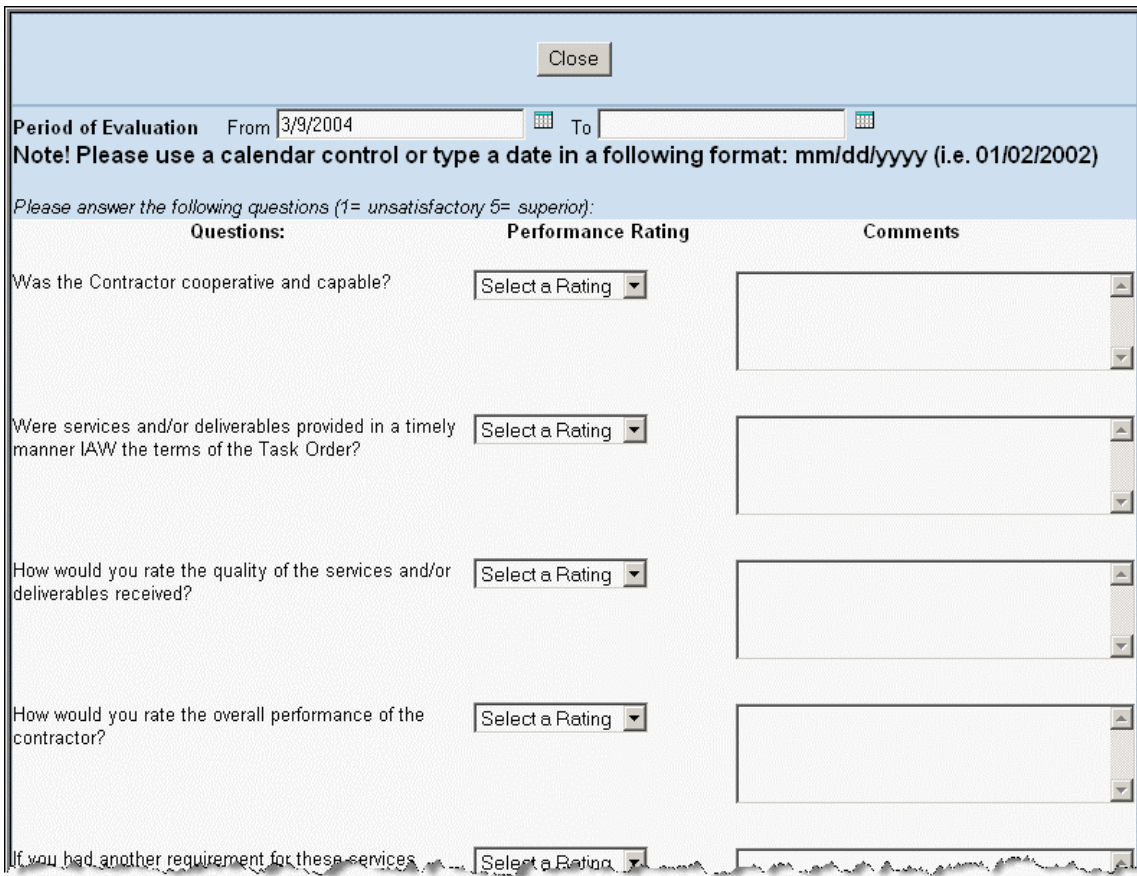 Close
Period of Evaluation From 3/9/2004 To
Note! Please use a calendar control or type a date in a following format: mm/dd/yyyy (i.e. 01/02/2002)
Please answer the following questions (1= unsatisfactory 5= superior):
Questions: Performance Rating Comments
Was the Contractor cooperative and capable? Select a Rating
Were services and/or deliverables provided in a timely Select a Rating
manner IAW the terms of the Task Order?
How would you rate the quality of the services and/or Select a Rating
deliverables received?
How would you rate the overall performance of the Select a Rating
contractor?
If you had another requirement for these services Select a Rating